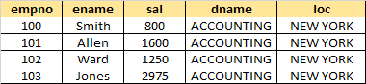 empno ename sal dname loc
100 Smith 800 ACCOUNTING NEW YORK
101 Allen 1600 ACCOUNTING NEW YORK
102 Ward 1250 ACCOUNTING NEW YORK
103 Jones 2975 ACCOUNTING NEW YORK